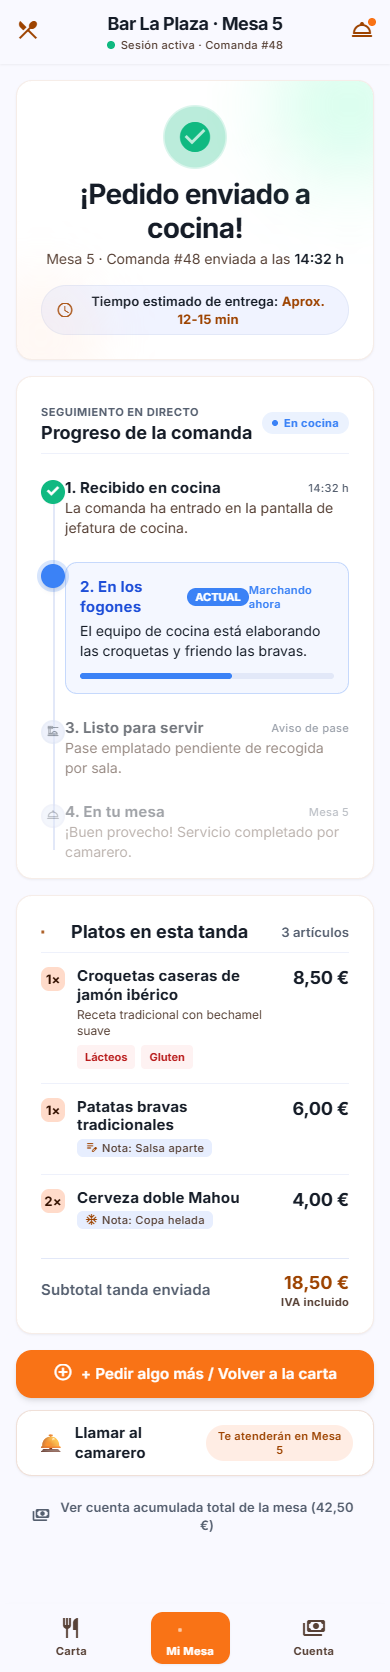 Bar La Plaza · Mesa 5
Sesión activa · Comanda #48
¡Pedido enviado a
cocina!
Mesa 5 · Comanda #48 enviada a las 14:32 h
Tiempo estimado de entrega: Aprox.
12-15 min
SEGUIMIENTO EN DIRECTO
Progreso de la comanda
En cocina
1. Recibido en cocina
14:32 h
La comanda ha entrado en la pantalla de
jefatura de cocina.
2. En los
fogones
ACTUAL
Marchando
ahora
El equipo de cocina está elaborando
las croquetas y friendo las bravas.
3. Listo para servir
Aviso de pase
Pase emplatado pendiente de recogida
por sala.
4. En tu mesa
Mesa 5
¡Buen provecho! Servicio completado por
camarero.
Platos en esta tanda
3 artículos
1×
Croquetas caseras de
jamón ibérico
8,50 €
Receta tradicional con bechamel
suave
Lácteos
Gluten
1×
Patatas bravas
tradicionales
6,00 €
Nota: Salsa aparte
2×
Cerveza doble Mahou
4,00 €
Nota: Copa helada
Subtotal tanda enviada
18,50 €
IVA incluido
+ Pedir algo más / Volver a la carta
Llamar al
camarero
Te atenderán en Mesa
5
Ver cuenta acumulada total de la mesa (42,50
€)
Carta
Mi Mesa
Cuenta